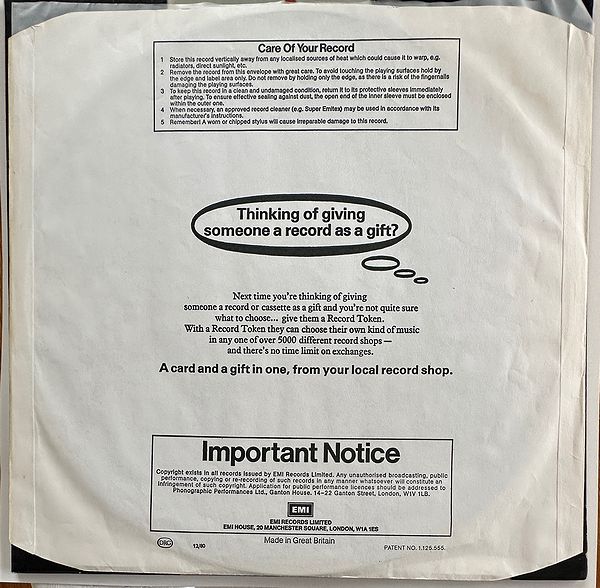 Care Of Your Record
1 Store this record vertically away from any localised sources of heat which could cause it to warp, e.g.
radiators, direct sunlight, etc.
2 Remove the record from this envelope with great care. To avoid touching the playing surfaces hold by
the edge and label area only. Do not remove by holding only the edge, as there is a risk of the fingernails
damaging the playing surfaces.
3 To keep this record in a clean and undamaged condition, return it to its protective sleeves immediately
after playing. To ensure effective sealing against dust, the open end of the inner sleeve must be enclosed
within the outer one.
4 When necessary, an approved record cleaner (e.g. Super Emitex) may be used in accordance with its
manufacturer's instructions.
5 Remember! A worn or chipped stylus will cause irreparable damage to this record.
Thinking of giving
someone a record as a gift?
Next time you're thinking of giving
someone a record or cassette as a gift and you're not quite sure
what to choose... give them a Record Token.
With a Record Token they can choose their own kind of music
in any one of over 5000 different record shops —
and there's no time limit on exchanges.
A card and a gift in one, from your local record shop.
Important Notice
Copyright exists in all records issued by EMI Records Limited. Any unauthorised broadcasting, public
performance, copying or re-recording of such records in any manner whatsoever will constitute an
infringement of such copyright. Application for public performance licences should be addressed to
Phonographic Performances Ltd., Ganton House, 14-22 Ganton Street, London, W1V 1LB.
EMI
EMI RECORDS LIMITED
EMI HOUSE, 20 MANCHESTER SQUARE, LONDON, W1A 1ES
Made in Great Britain
12/80
PATENT NO. 1,125,555.